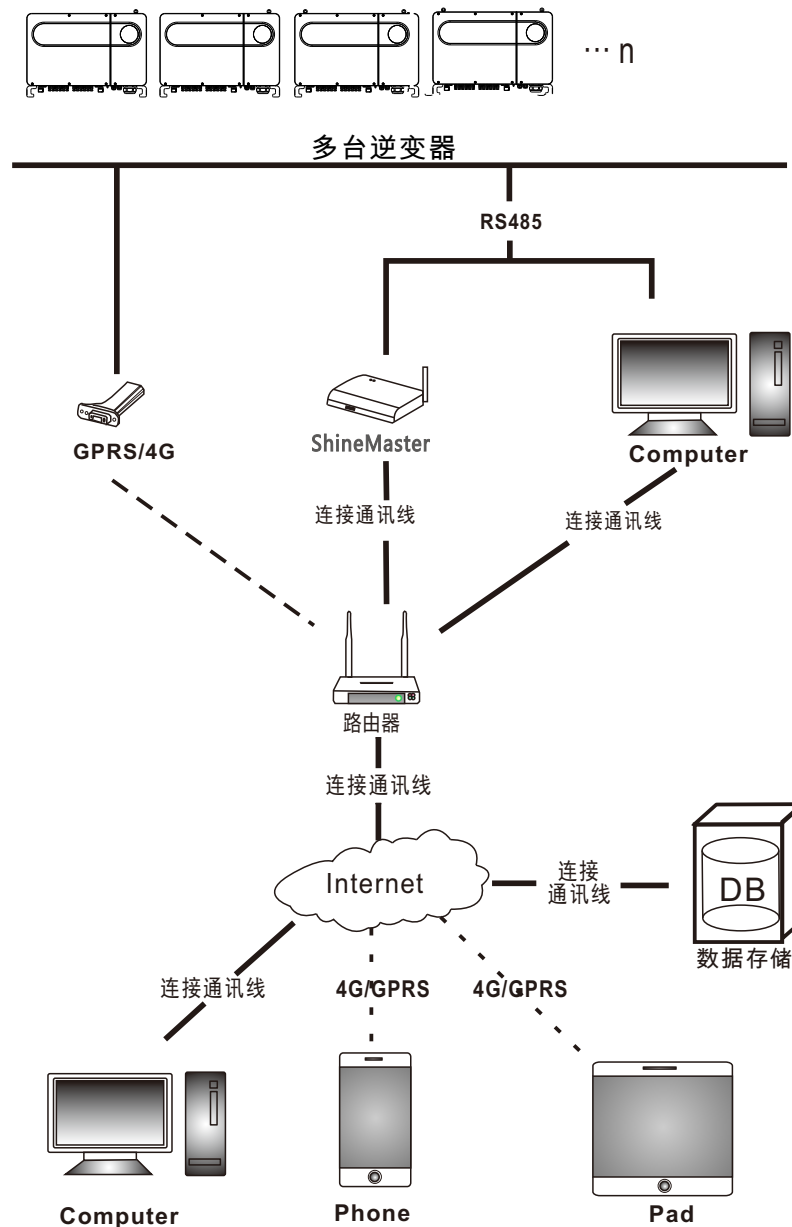 … n
多台逆变器
RS485
GPRS/4G
ShineMaster
Computer
连接通讯线
连接通讯线
路由器
连接通讯线
Internet
连接
通讯线
DB
数据存储
连接通讯线
4G/GPRS
4G/GPRS
Computer
Phone
Pad